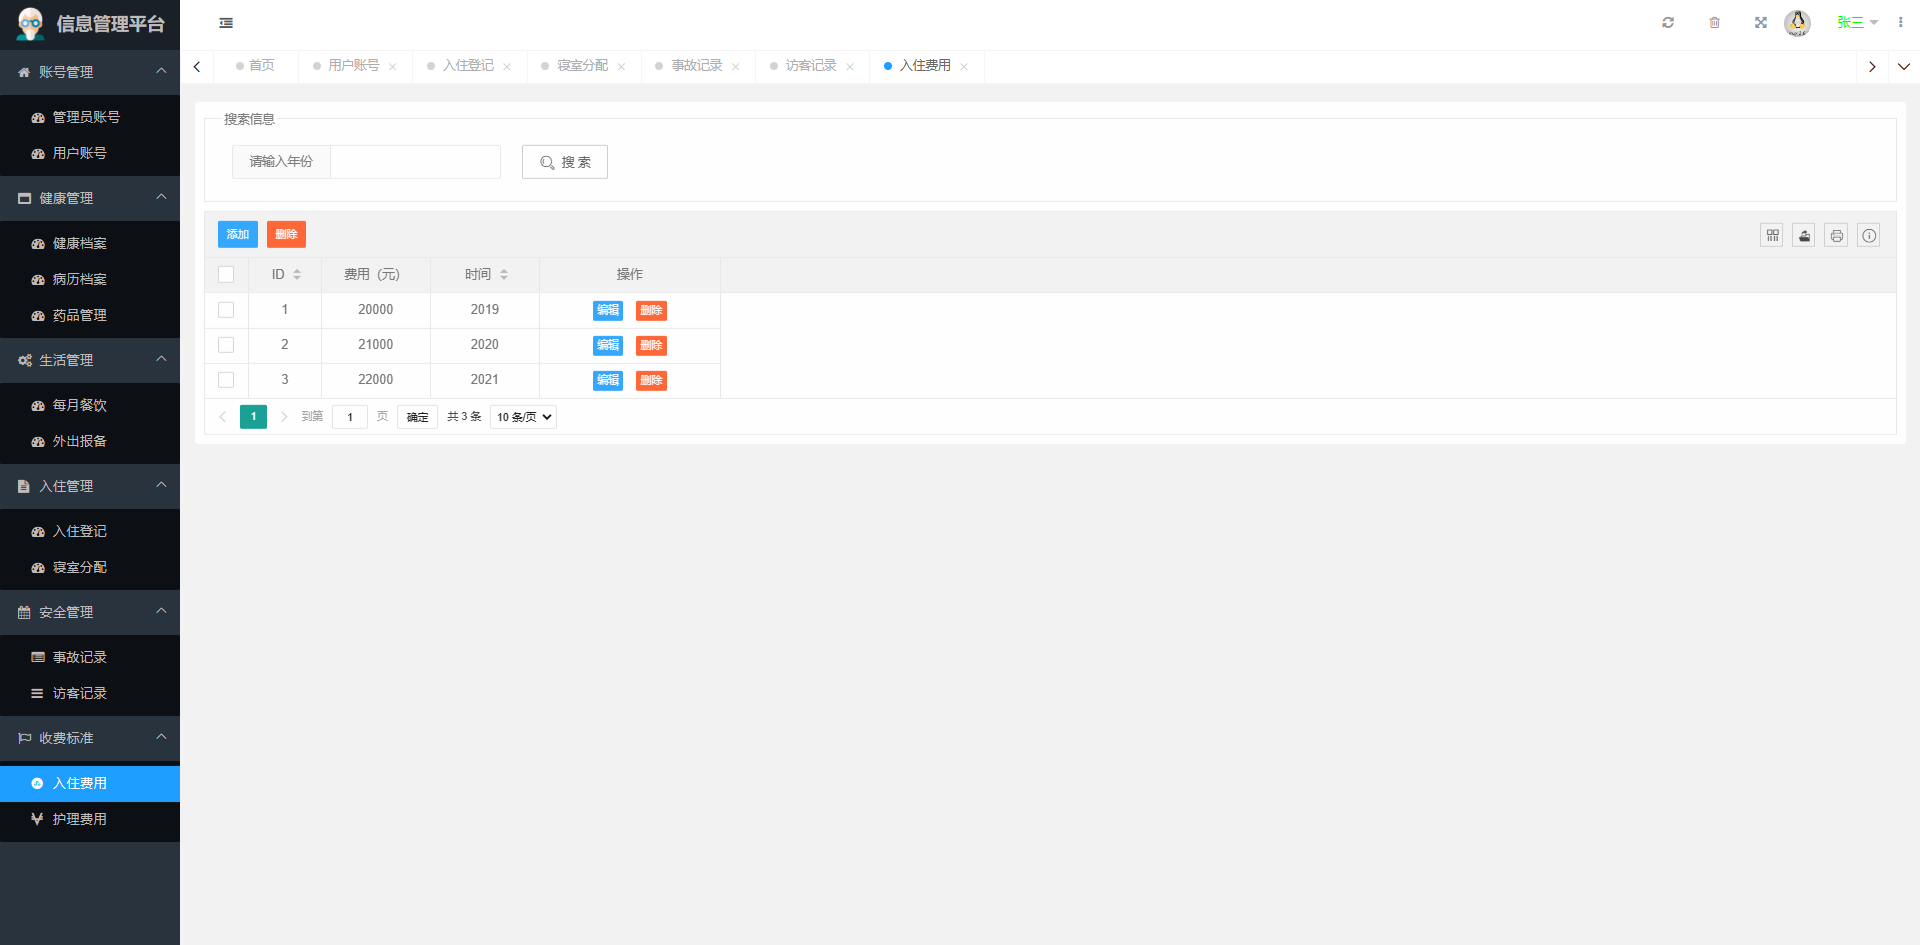 信息管理平台
张三
首页 用户账号 入住登记 寝室分配 事故记录 访客记录 入住费用
账号管理
管理员账号
用户账号
健康管理
健康档案
病历档案
药品管理
生活管理
每月餐饮
外出报备
入住管理
入住登记
寝室分配
安全管理
事故记录
访客记录
收费标准
入住费用
护理费用
搜索信息
请输入年份 搜 索
添加 删除
ID 费用（元） 时间 操作
1 20000 2019 编辑 删除
2 21000 2020 编辑 删除
3 22000 2021 编辑 删除
1 到第 1 页 确定 共 3 条 10 条/页